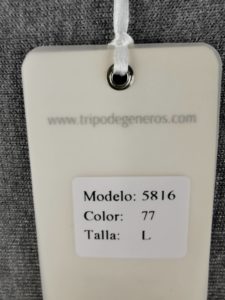 www.tripodegeneros.com
Modelo: 5816
Color: 77
Talla: L